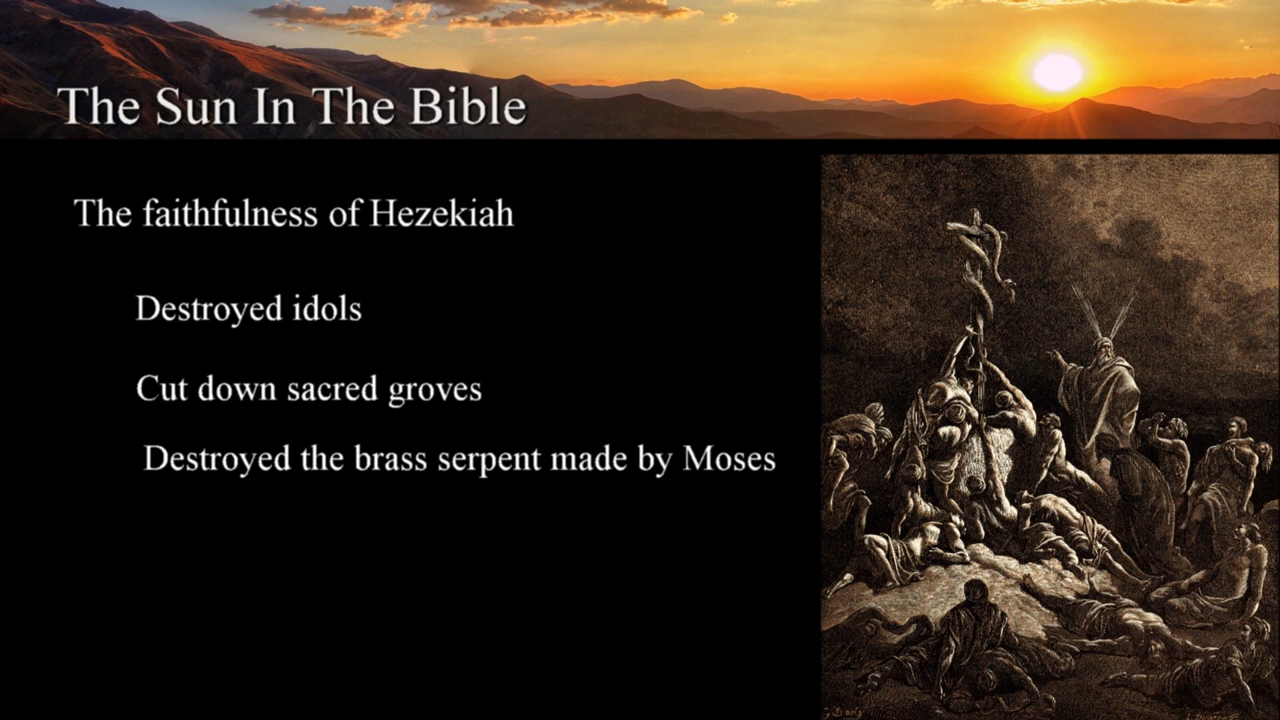 The Sun In The Bible
The faithfulness of Hezekiah
Destroyed idols
Cut down sacred groves
Destroyed the brass serpent made by Moses